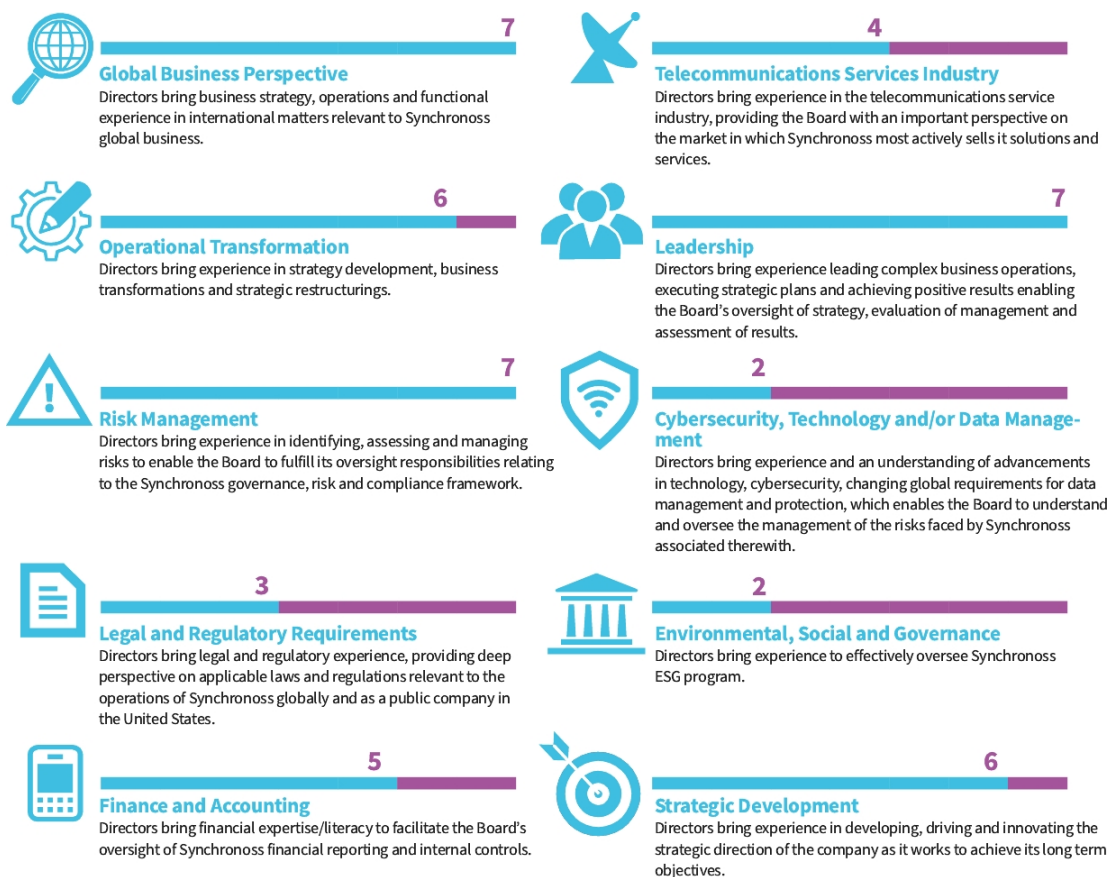 7
Global Business Perspective
Directors bring business strategy, operations and functional
experience in international matters relevant to Synchronoss
global business.
4
Telecommunications Services Industry
Directors bring experience in the telecommunications service
industry, providing the Board with an important perspective on
the market in which Synchronoss most actively sells it solutions and
services.
6
Operational Transformation
Directors bring experience in strategy development, business
transformations and strategic restructurings.
7
Leadership
Directors bring experience leading complex business operations,
executing strategic plans and achieving positive results enabling
the Board's oversight of strategy, evaluation of management and
assessment of results.
7
Risk Management
Directors bring experience in identifying, assessing and managing
risks to enable the Board to fulfill its oversight responsibilities relating
to the Synchronoss governance, risk and compliance framework.
2
Cybersecurity, Technology and/or Data Manage-
ment
Directors bring experience and an understanding of advancements
in technology, cybersecurity, changing global requirements for data
management and protection, which enables the Board to understand
and oversee the management of the risks faced by Synchronoss
associated therewith.
3
Legal and Regulatory Requirements
Directors bring legal and regulatory experience, providing deep
perspective on applicable laws and regulations relevant to the
operations of Synchronoss globally and as a public company in
the United States.
2
Environmental, Social and Governance
Directors bring experience to effectively oversee Synchronoss
ESG program.
5
Finance and Accounting
Directors bring financial expertise/literacy to facilitate the Board's
oversight of Synchronoss financial reporting and internal controls.
6
Strategic Development
Directors bring experience in developing, driving and innovating the
strategic direction of the company as it works to achieve its long term
objectives.